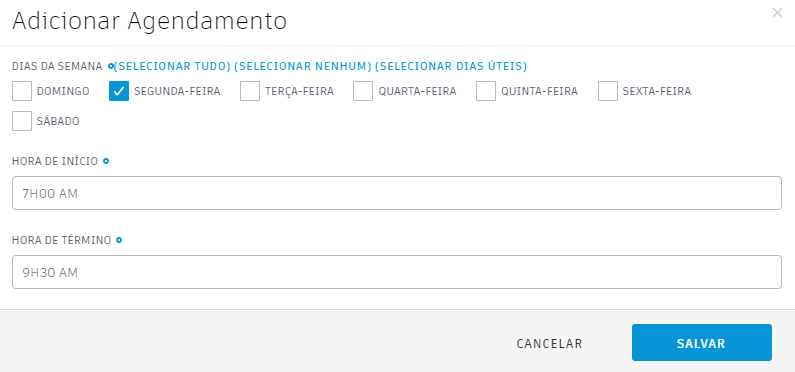 Adicionar Agendamento
DIAS DA SEMANA (SELECIONAR TUDO) (SELECIONAR NENHUM) (SELECIONAR DIAS ÚTEIS)
DOMINGO SEGUNDA-FEIRA TERÇA-FEIRA QUARTA-FEIRA QUINTA-FEIRA SEXTA-FEIRA
SÁBADO
HORA DE INÍCIO
7H00 AM
HORA DE TÉRMINO
9H30 AM
CANCELAR SALVAR